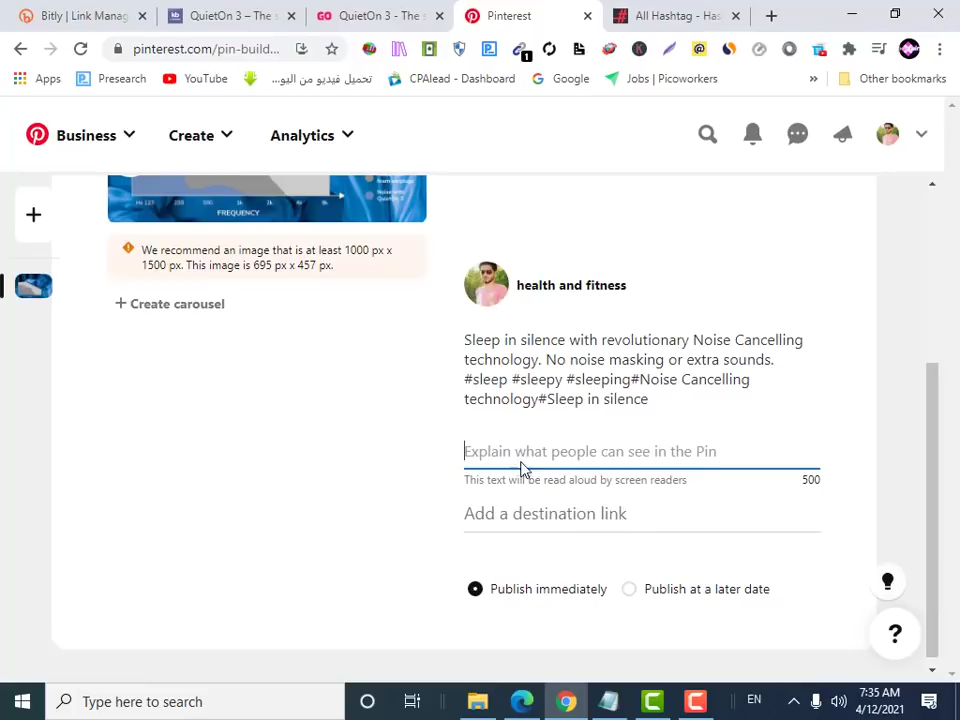 Bitly | Link Manag
QuietOn 3 – The s
QuietOn 3 - The s
Pinterest
All Hashtag - Has
pinterest.com/pin-build...
1
Apps
Presearch
YouTube
تحميل فيديو من اليو...
CPAlead - Dashboard
Google
Jobs | Picoworkers
»
Other bookmarks
Business
Create
Analytics
FREQUENCY
We recommend an image that is at least 1000 px x
1500 px. This image is 695 px x 457 px.
Create carousel
health and fitness
Sleep in silence with revolutionary Noise Cancelling
technology. No noise masking or extra sounds.
#sleep #sleepy #sleeping#Noise Cancelling
technology#Sleep in silence
Explain what people can see in the Pin
This text will be read aloud by screen readers
500
Add a destination link
Publish immediately
Publish at a later date
?
Type here to search
EN
7:35 AM
4/12/2021